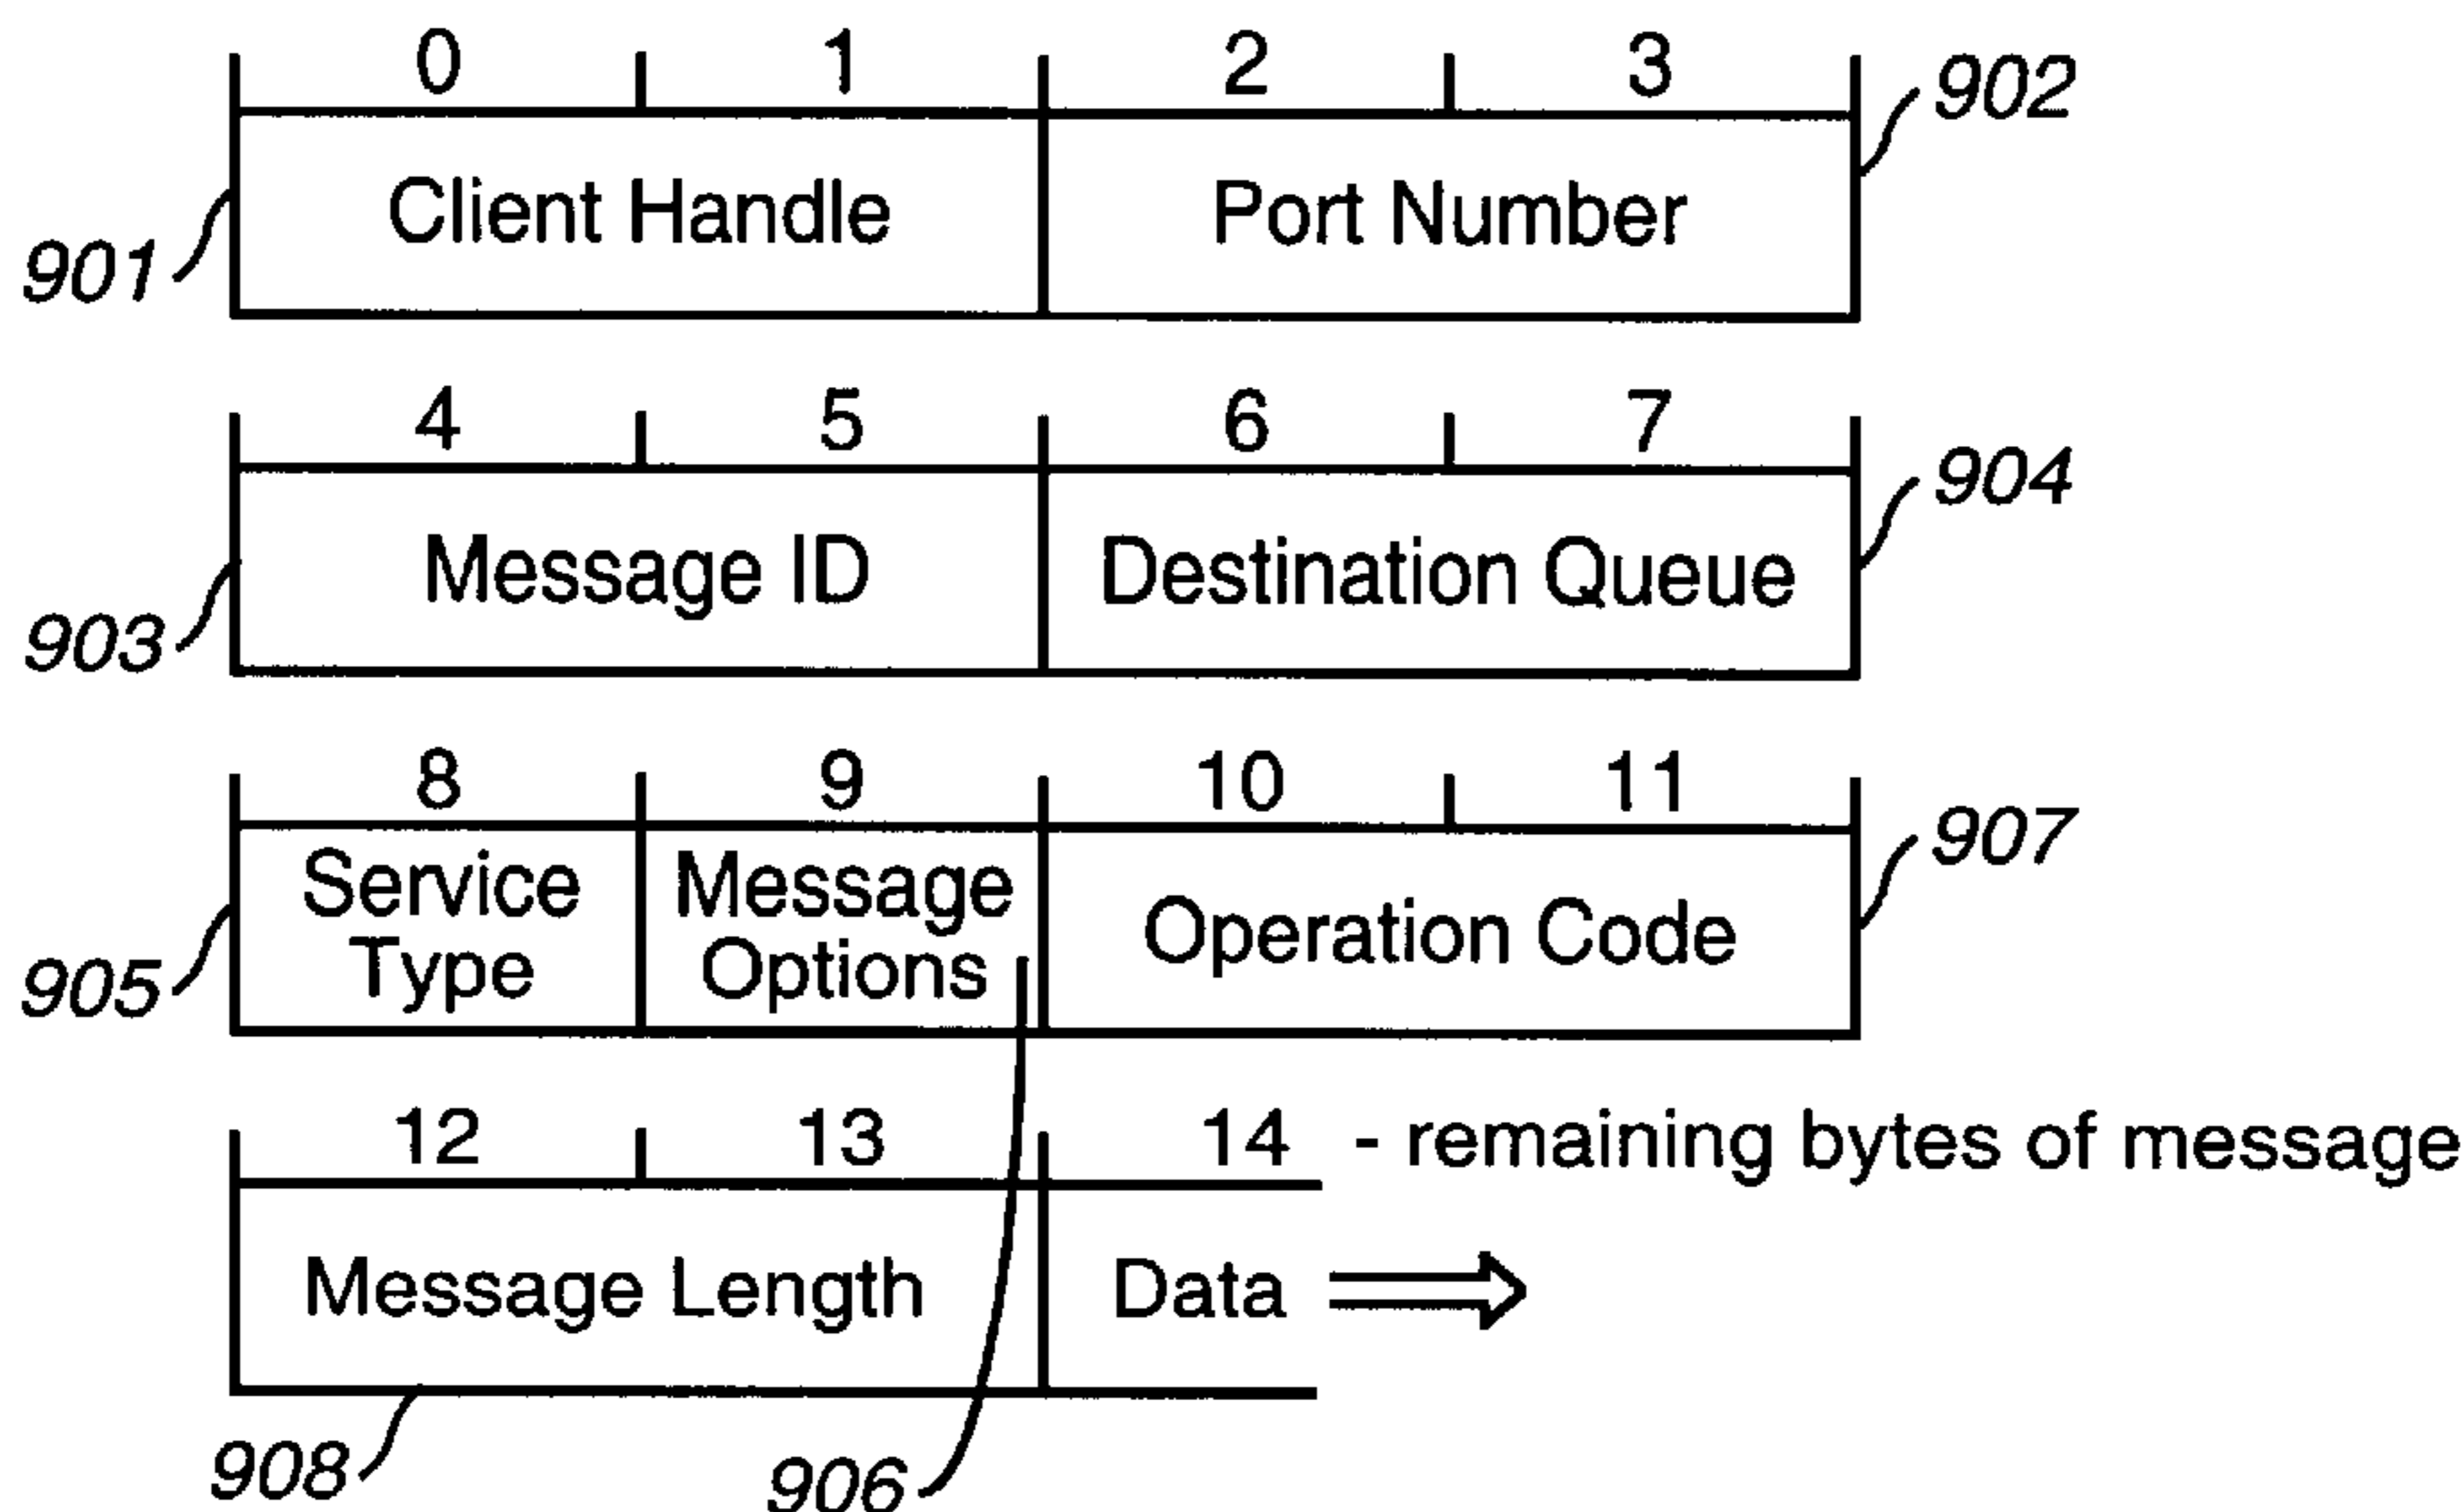 0 1 2 3
902
Client Handle Port Number
901
4 5 6 7
904
Message ID Destination Queue
903
8 9 10 11
907
Service Type Message Options Operation Code
905
12 13 14 - remaining bytes of message
Message Length Data
908 906